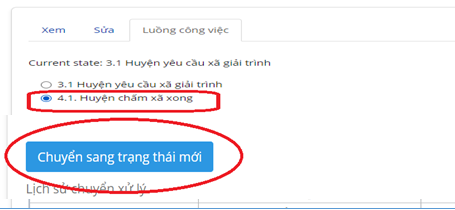 Xem Sửa Luồng công việc
Current state: 3.1 Huyện yêu cầu xã giải trình
3.1 Huyện yêu cầu xã giải trình
4.1. Huyện chấm xã xong
Chuyển sang trạng thái mới
Lịch sử chuyển xử lý